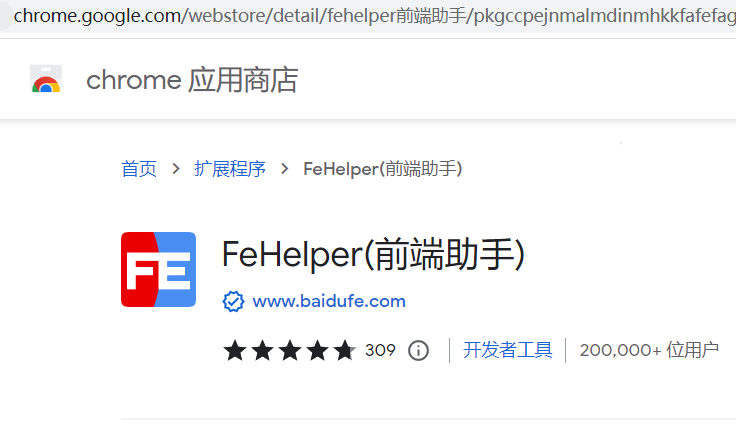 chrome.google.com/webstore/detail/fehelper前端助手/pkgccpejnmalmdinmhkkfafefag
chrome 应用商店
首页 > 扩展程序 > FeHelper(前端助手)
FE
FeHelper(前端助手)
www.baidufe.com
309 开发者工具 200,000+ 位用户